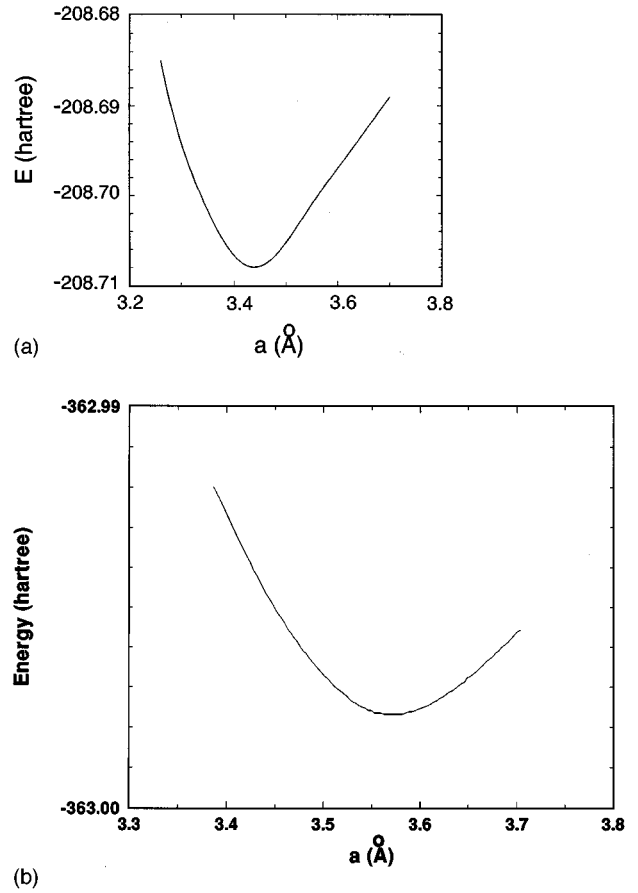 -208.68
-208.69
-208.70
-208.71
E (hartree)
3.2 3.4 3.6 3.8
a (Å)
(a)
-362.99
-363.00
Energy (hartree)
3.3 3.4 3.5 3.6 3.7 3.8
a (Å)
(b)